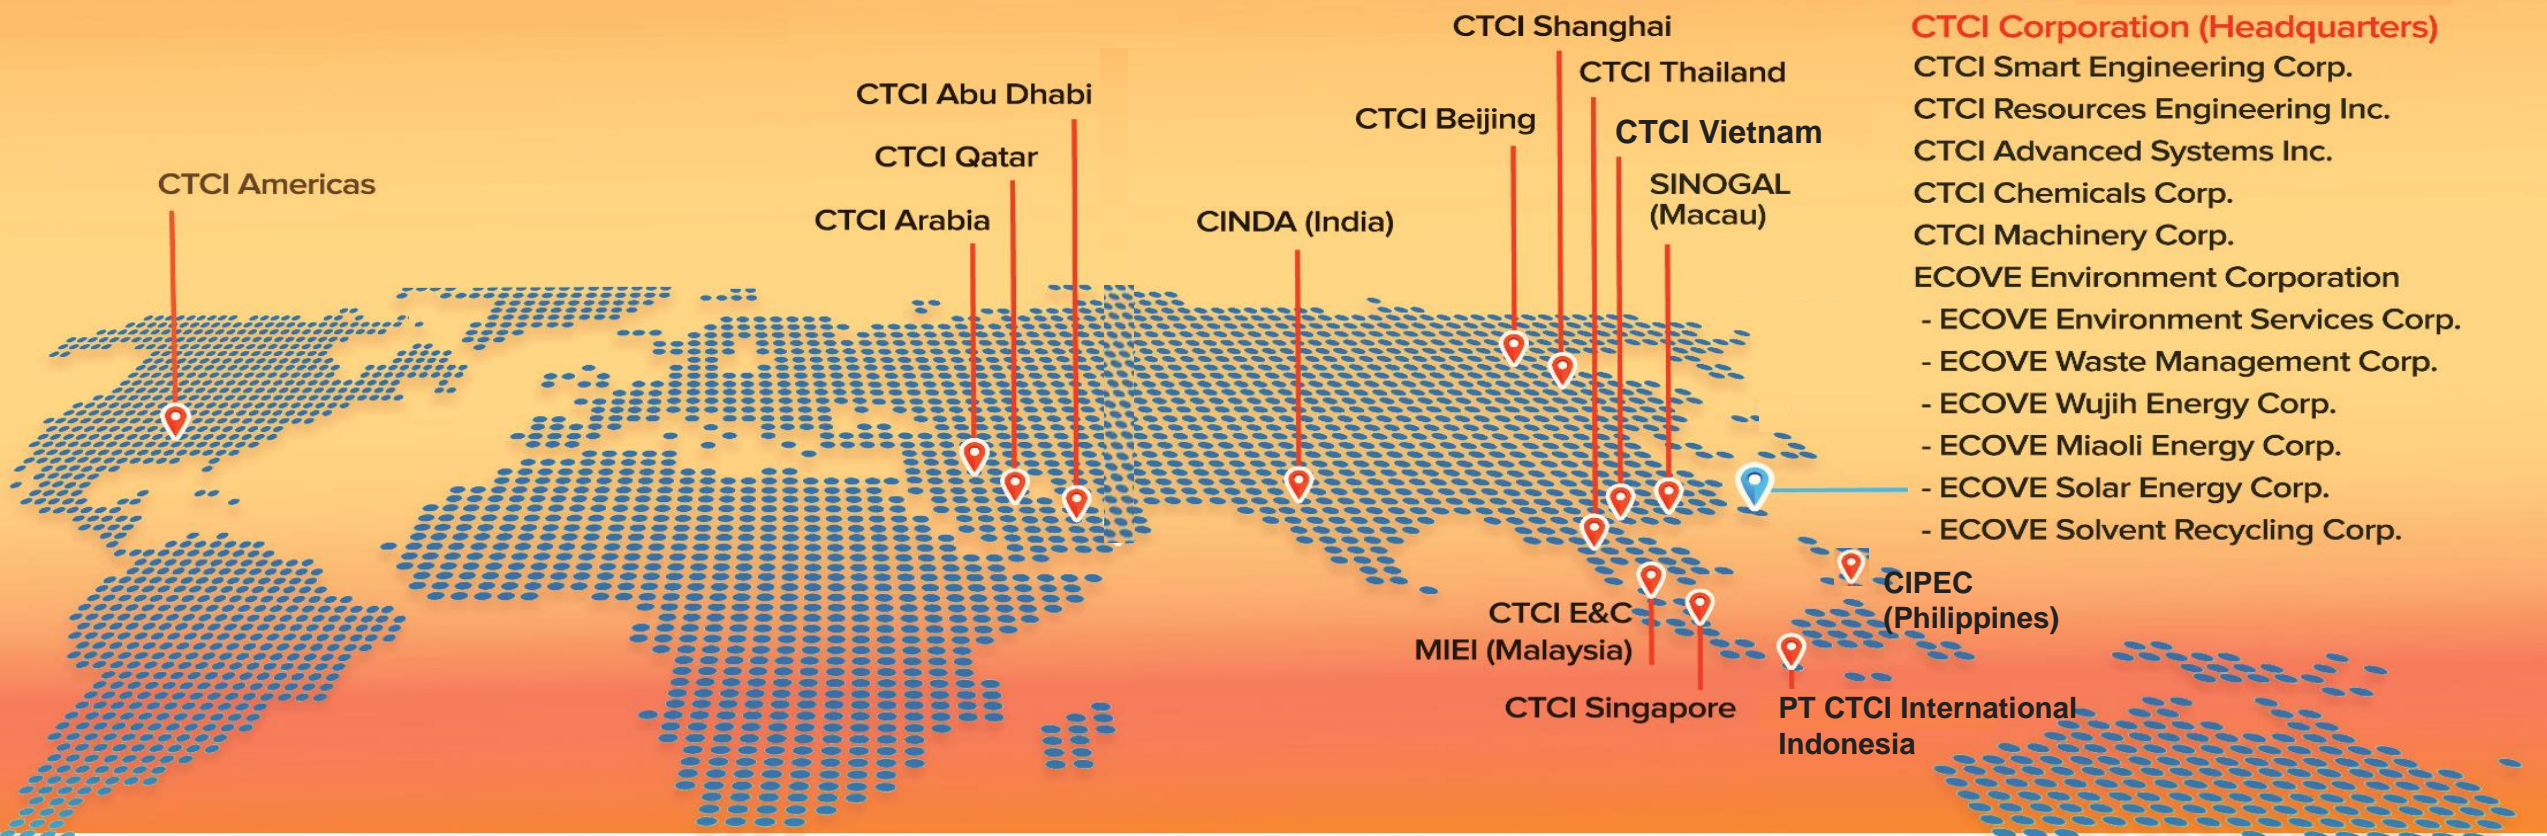 CTCI Americas
CTCI Abu Dhabi
CTCI Qatar
CTCI Arabia
CINDA (India)
CTCI Shanghai
CTCI Thailand
CTCI Beijing
CTCI Vietnam
SINOGAL
(Macau)
CTCI Corporation (Headquarters)
CTCI Smart Engineering Corp.
CTCI Resources Engineering Inc.
CTCI Advanced Systems Inc.
CTCI Chemicals Corp.
CTCI Machinery Corp.
ECOVE Environment Corporation
- ECOVE Environment Services Corp.
- ECOVE Waste Management Corp.
- ECOVE Wujih Energy Corp.
- ECOVE Miaoli Energy Corp.
- ECOVE Solar Energy Corp.
- ECOVE Solvent Recycling Corp.
CIPEC
(Philippines)
CTCI E&C
MIEI (Malaysia)
CTCI Singapore
PT CTCI International
Indonesia